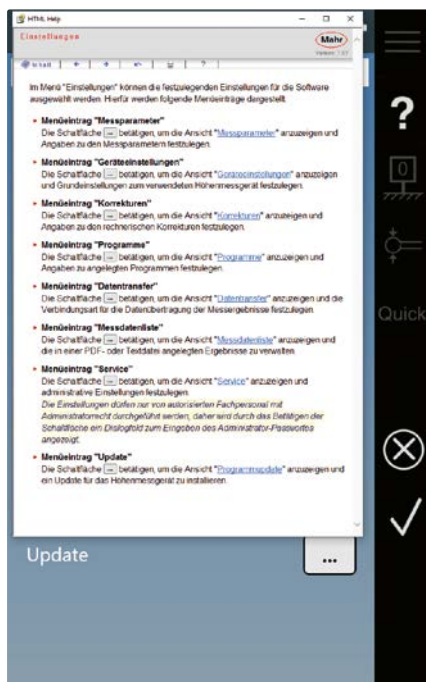 HTML Help
Einstellungen
Mahr
Im Menü "Einstellungen" können die festzulegenden Einstellungen für die Software
ausgewählt werden. Hierfür werden folgende Menüeinträge dargestellt.
• Menüeintrag "Messparameter"
Die Schaltfläche ... betätigen, um die Ansicht "Messparameter" anzuzeigen und
Angaben zu den Messparametern festzulegen.
• Menüeintrag "Geräteeinstellungen"
Die Schaltfläche ... betätigen, um die Ansicht "Geräteeinstellungen" anzuzeigen
und Grundeinstellungen zum verwendeten Höhenmessgerät festzulegen.
• Menüeintrag "Korrekturen"
Die Schaltfläche ... betätigen, um die Ansicht "Korrekturen" anzuzeigen und
Angaben zu den rechnerischen Korrekturen festzulegen.
• Menüeintrag "Programme"
Die Schaltfläche ... betätigen, um die Ansicht "Programme" anzuzeigen und
Angaben zu angelegten Programmen festzulegen.
• Menüeintrag "Datentransfer"
Die Schaltfläche ... betätigen, um die Ansicht "Datentransfer" anzuzeigen und die
Verbindungsart für die Datenübertragung der Messergebnisse festzulegen.
• Menüeintrag "Messdatenliste"
Die Schaltfläche ... betätigen, um die Ansicht "Messdatenliste" anzuzeigen und
die in einer PDF- oder Textdatei angelegten Ergebnisse zu verwalten.
• Menüeintrag "Service"
Die Schaltfläche ... betätigen, um die Ansicht "Service" anzuzeigen und
administrative Einstellungen festzulegen.
Die Einstellungen dürfen nur von autorisierten Fachpersonal mit
Administratorrecht durchgeführt werden, daher wird durch das Betätigen der
Schaltfläche ein Dialogfeld zum Eingeben des Administrator-Passwortes
angezeigt.
• Menüeintrag "Update"
Die Schaltfläche ... betätigen, um die Ansicht "Programmupdate" anzuzeigen und
ein Update für das Höhenmessgerät zu installieren.
Update
...
?
0
Quick